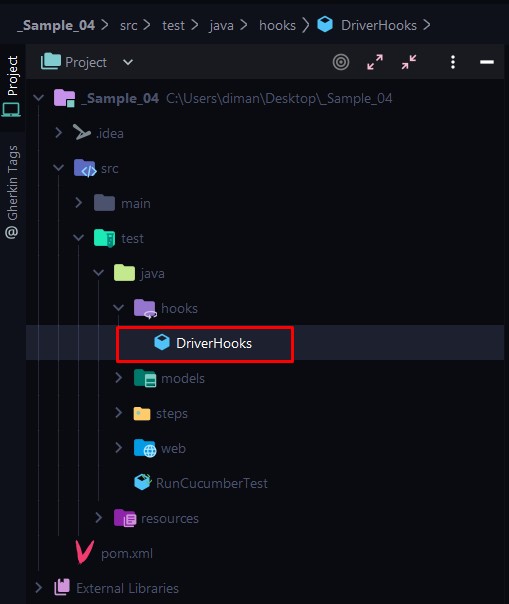 _Sample_04 > src > test > java > hooks > DriverHooks >
Project
Project
@ Gherkin Tags
_Sample_04 C:\Users\diman\Desktop\_Sample_04
.idea
src
main
test
java
hooks
DriverHooks
models
steps
web
RunCucumberTest
resources
pom.xml
External Libraries